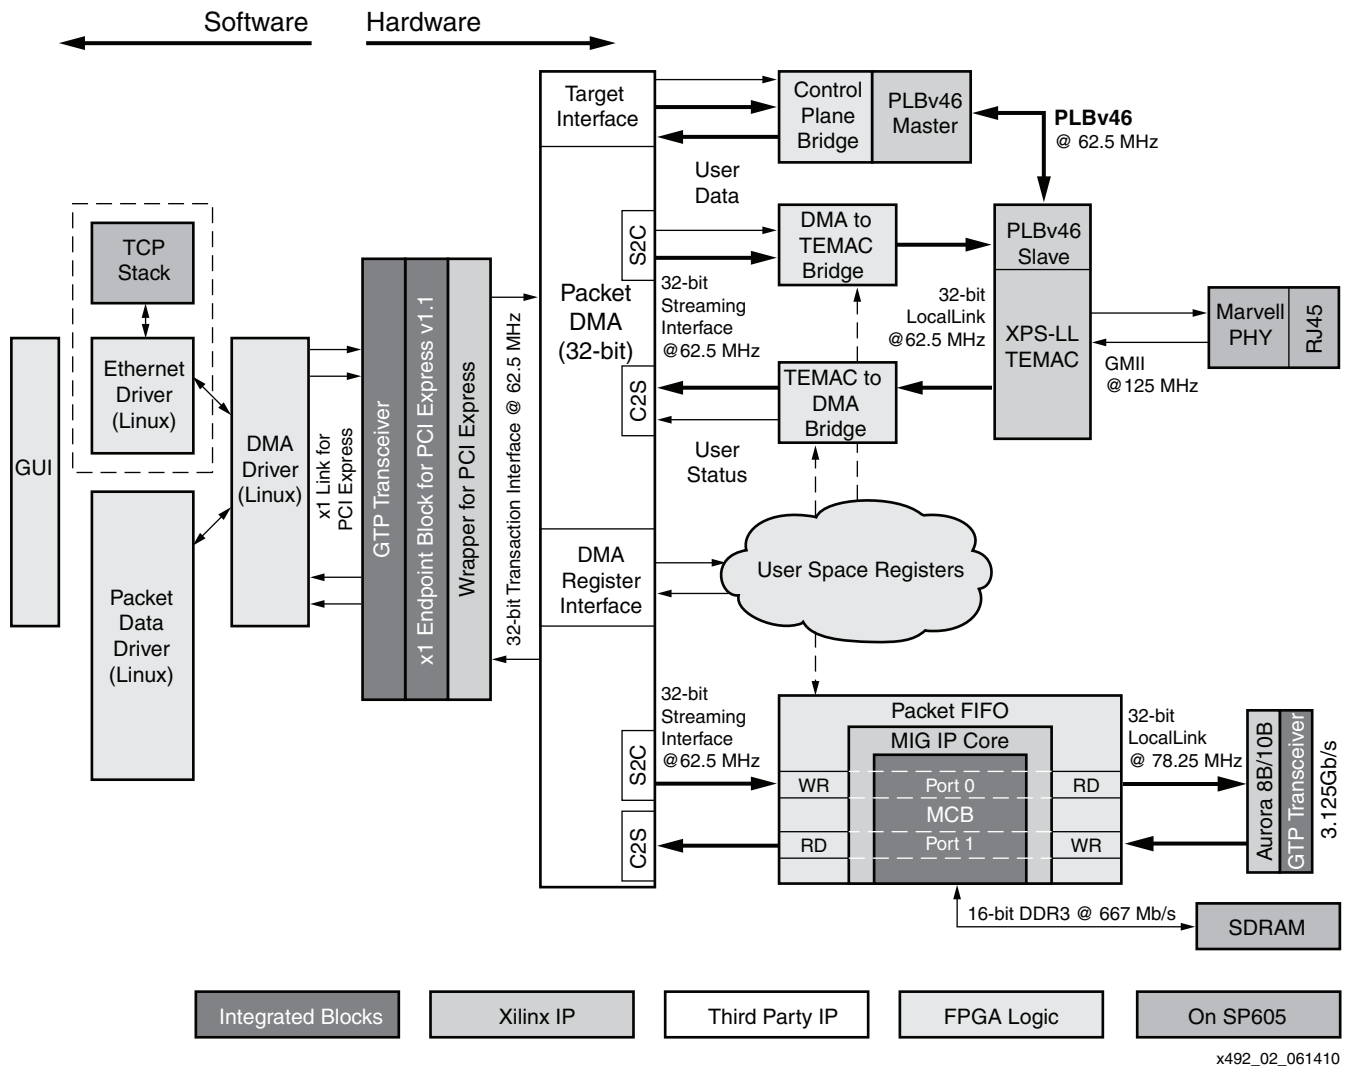 Software
Hardware
Target
Interface
Control
Plane
Bridge
PLBv46
Master
PLBv46
@ 62.5 MHz
User
Data
TCP
Stack
S2C
DMA to
TEMAC
Bridge
PLBv46
Slave
Packet
DMA
(32-bit)
32-bit
Streaming
Interface
@62.5 MHz
32-bit
LocalLink
@62.5 MHz
XPS-LL
TEMAC
Marvell
PHY
RJ45
GMII
@125 MHz
GUI
Ethernet
Driver
(Linux)
DMA
Driver
(Linux)
x1 Link for
PCI Express
GTP Transceiver
x1 Endpoint Block for PCI Express v1.1
Wrapper for PCI Express
32-bit Transaction Interface @ 62.5 MHz
C2S
TEMAC to
DMA
Bridge
User
Status
Packet
Data
Driver
(Linux)
DMA
Register
Interface
User Space Registers
32-bit
Streaming
Interface
@62.5 MHz
S2C
C2S
Packet FIFO
MIG IP Core
WR
Port 0
RD
MCB
RD
Port 1
WR
32-bit
LocalLink
@ 78.25 MHz
Aurora 8B/10B
GTP Transceiver
3.125Gb/s
16-bit DDR3 @ 667 Mb/s
SDRAM
Integrated Blocks
Xilinx IP
Third Party IP
FPGA Logic
On SP605
x492_02_061410